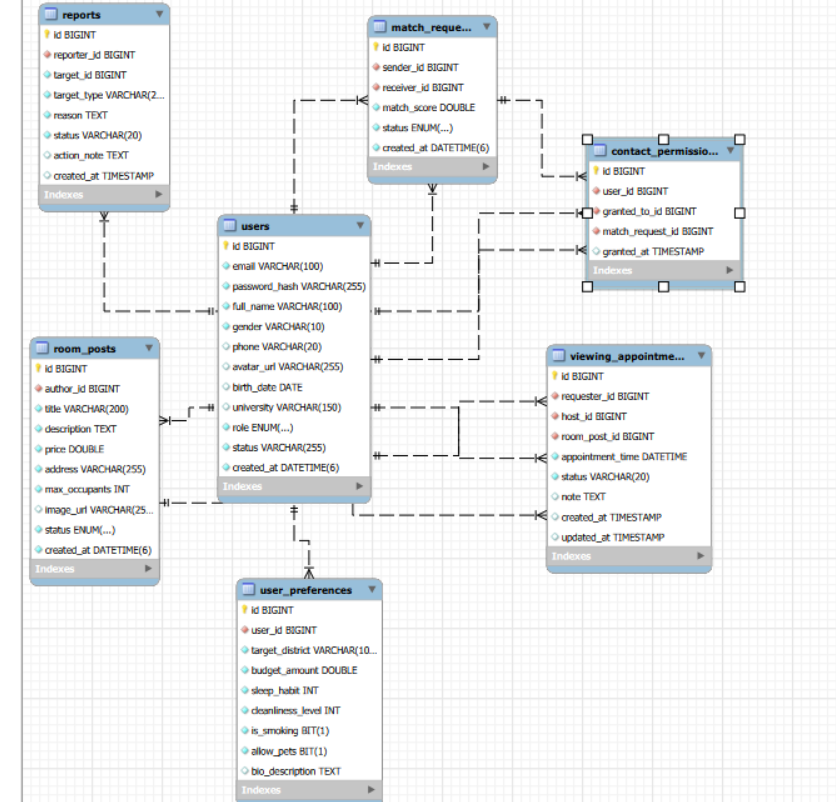 reports
id BIGINT
reporter_id BIGINT
target_id BIGINT
target_type VARCHAR(2...
reason TEXT
status VARCHAR(20)
action_note TEXT
created_at TIMESTAMP
Indexes
match_reque...
id BIGINT
sender_id BIGINT
receiver_id BIGINT
match_score DOUBLE
status ENUM(...)
created_at DATETIME(6)
Indexes
contact_permissio...
id BIGINT
user_id BIGINT
granted_to_id BIGINT
match_request_id BIGINT
granted_at TIMESTAMP
Indexes
users
id BIGINT
email VARCHAR(100)
password_hash VARCHAR(255)
full_name VARCHAR(100)
gender VARCHAR(10)
phone VARCHAR(20)
avatar_url VARCHAR(255)
birth_date DATE
university VARCHAR(150)
role ENUM(...)
status VARCHAR(255)
created_at DATETIME(6)
Indexes
room_posts
id BIGINT
author_id BIGINT
title VARCHAR(200)
description TEXT
price DOUBLE
address VARCHAR(255)
max_occupants INT
image_url VARCHAR(25...
status ENUM(...)
created_at DATETIME(6)
Indexes
viewing_appointme...
id BIGINT
requester_id BIGINT
host_id BIGINT
room_post_id BIGINT
appointment_time DATETIME
status VARCHAR(20)
note TEXT
created_at TIMESTAMP
updated_at TIMESTAMP
Indexes
user_preferences
id BIGINT
user_id BIGINT
target_district VARCHAR(10...
budget_amount DOUBLE
sleep_habit INT
cleanliness_level INT
is_smoking BIT(1)
allow_pets BIT(1)
bio_description TEXT
Indexes